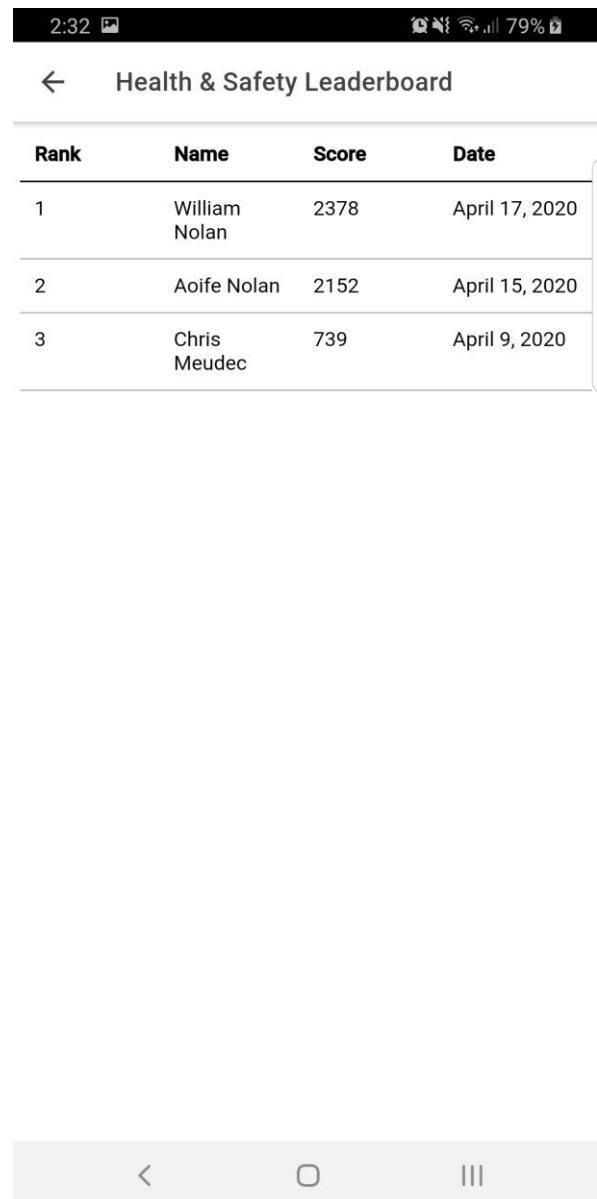 2:32 79%
Health & Safety Leaderboard
Rank Name Score Date
1 William Nolan 2378 April 17, 2020
2 Aoife Nolan 2152 April 15, 2020
3 Chris Meudec 739 April 9, 2020